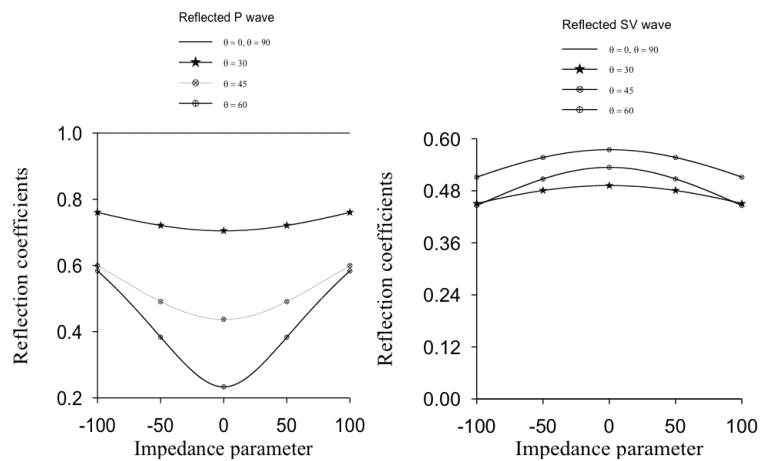 Reflected P wave
θ = 0, θ = 90
θ = 30
θ = 45
θ = 60
1.0
0.8
0.6
0.4
0.2
-100 -50 0 50 100
Reflection coefficients
Impedance parameter
Reflected SV wave
θ = 0, θ = 90
θ = 30
θ = 45
θ = 60
0.60
0.48
0.36
0.24
0.12
0.00
-100 -50 0 50 100
Reflection coefficients
Impedance parameter